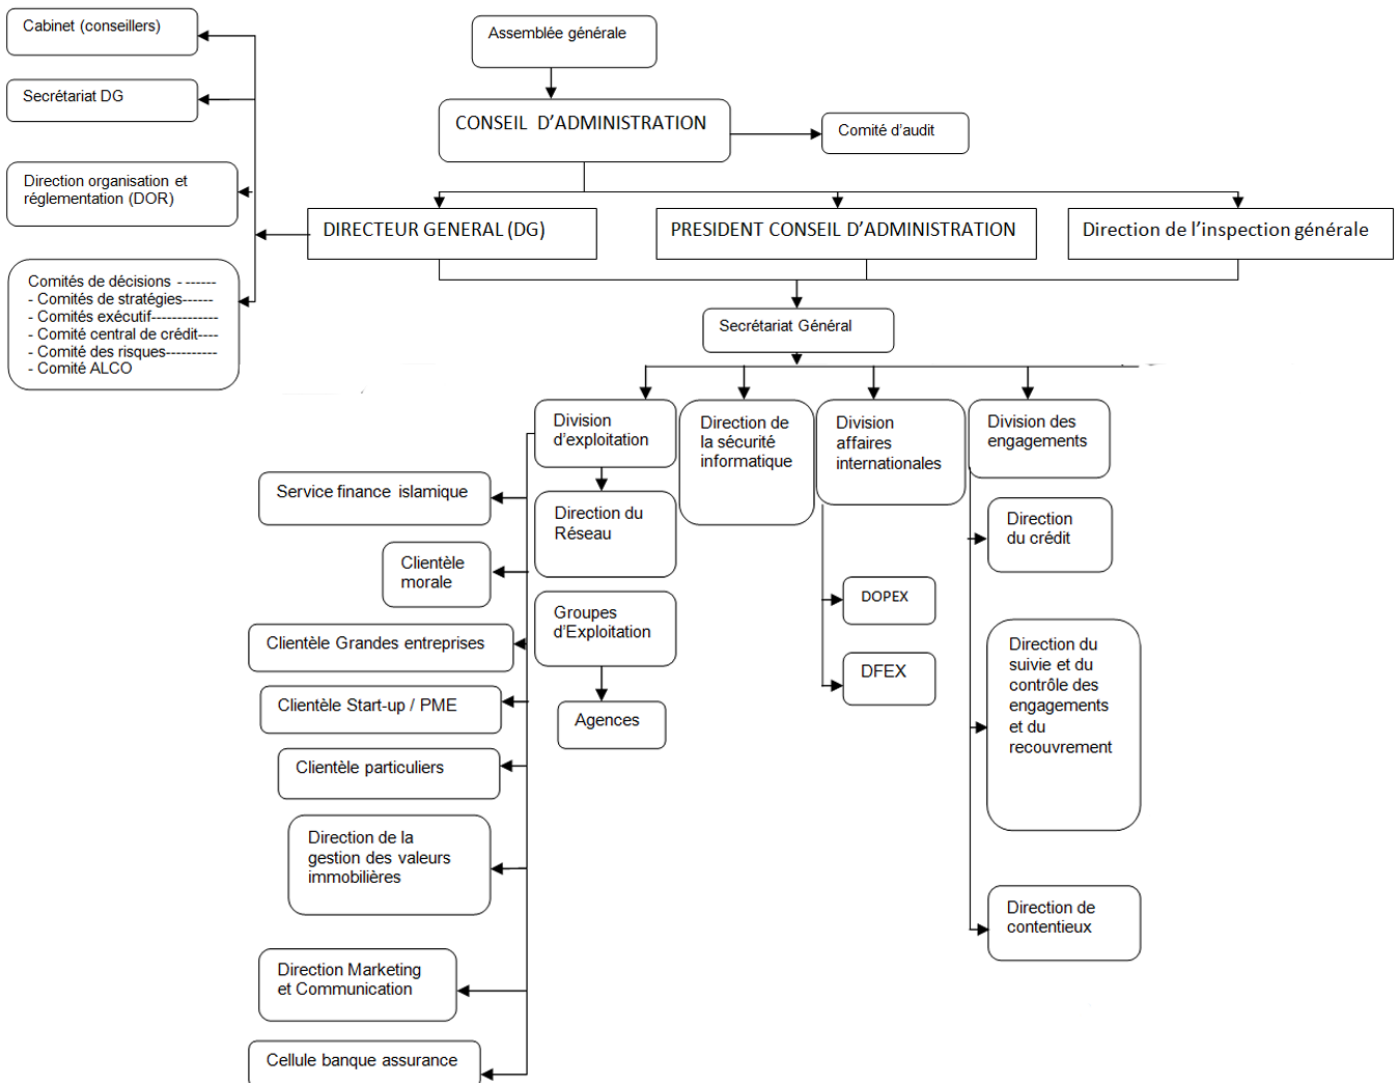 Cabinet (conseillers)
Assemblée générale
Secrétariat DG
CONSEIL D'ADMINISTRATION
Comité d'audit
Direction organisation et
réglementation (DOR)
DIRECTEUR GENERAL (DG)
PRESIDENT CONSEIL D'ADMINISTRATION
Direction de l'inspection générale
Comités de décisions - ------
- Comités de stratégies------
- Comités exécutif-------------
- Comité central de crédit----
- Comité des risques----------
- Comité ALCO
Secrétariat Général
Division
d'exploitation
Direction de
la sécurité
informatique
Division
affaires
internationales
Division des
engagements
Service finance islamique
Direction du
Réseau
Direction
du crédit
Clientèle
morale
DOPEX
Groupes
d'Exploitation
Clientèle Grandes entreprises
DFEX
Direction du
suivie et du
contrôle des
engagements
et du
recouvrement
Clientèle Start-up / PME
Agences
Clientèle particuliers
Direction de la
gestion des valeurs
immobilières
Direction de
contentieux
Direction Marketing
et Communication
Cellule banque assurance